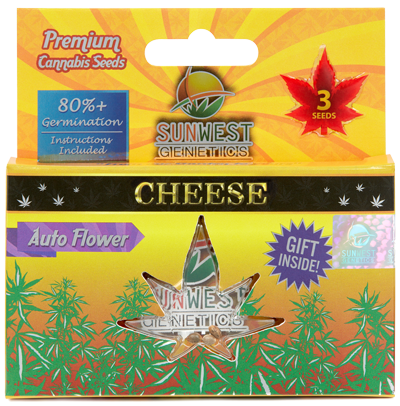 Premium
Cannabis Seeds
80%+
Germination
Instructions
Included
SUNWEST
GENETICS
3
SEEDS
CHEESE
Auto Flower
GIFT
INSIDE!
SUNWEST
GENETICS